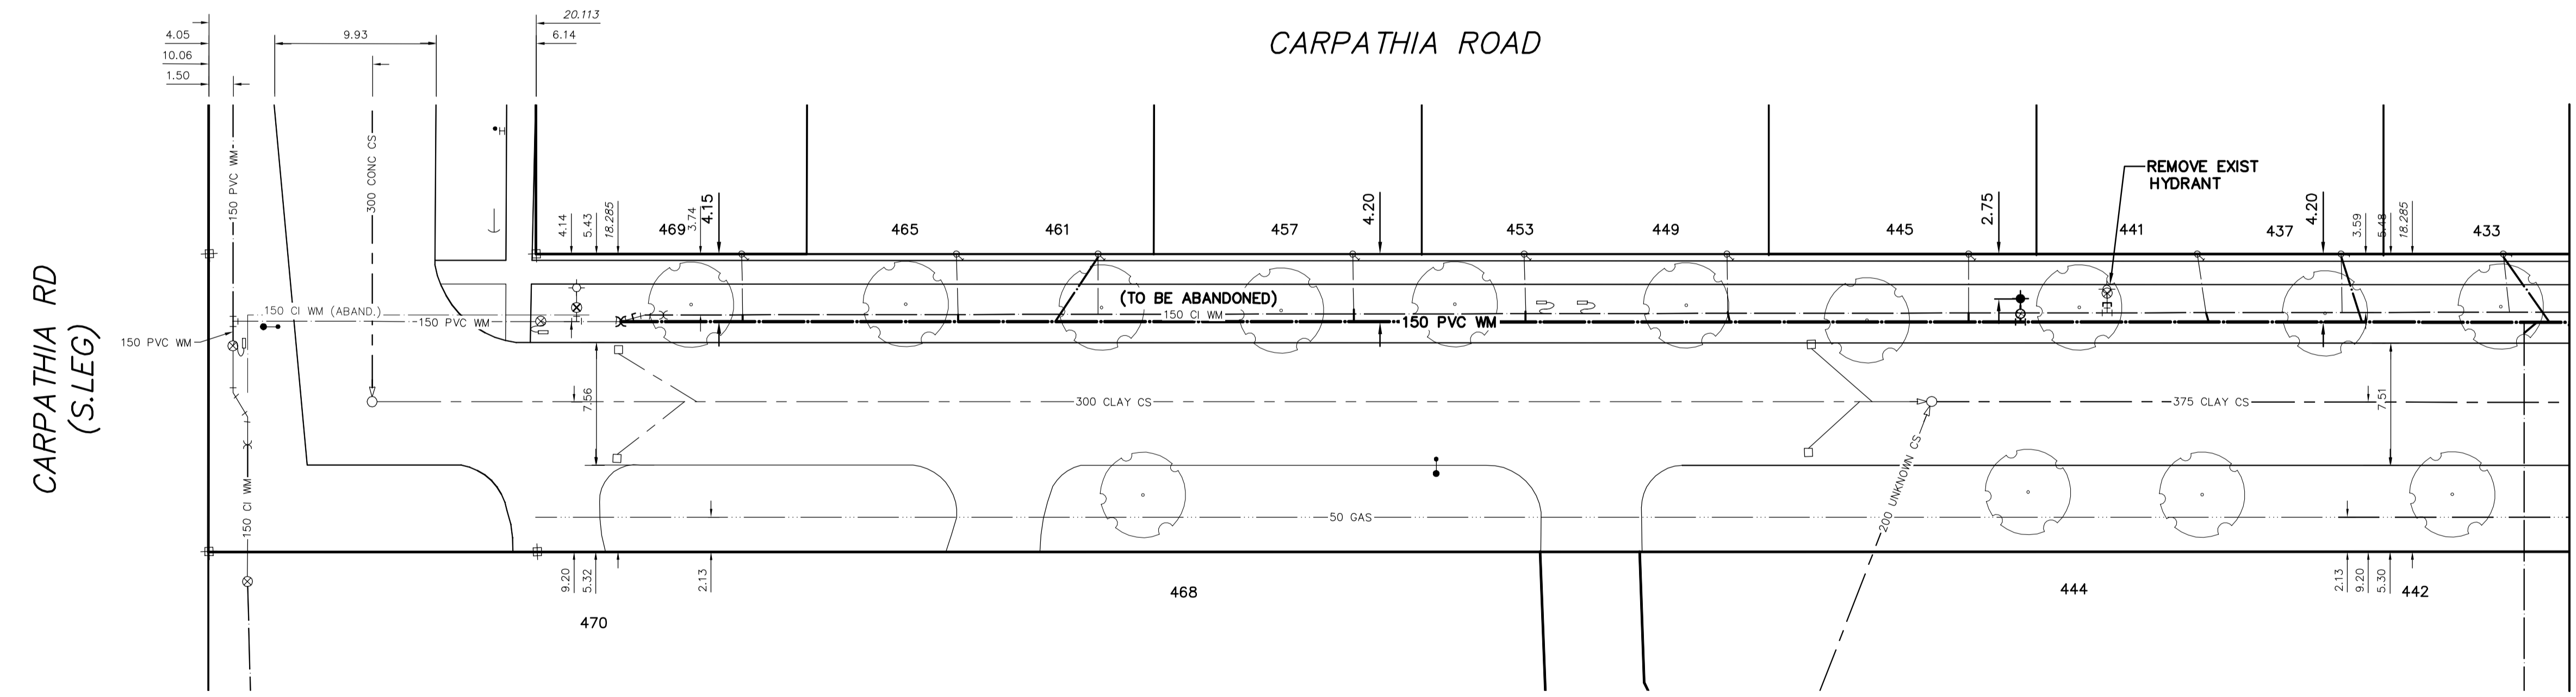 20.113
4.05
9.93
6.14
10.06
1.50
CARPATHIA ROAD
150 PVC WM
300 CONC CS
REMOVE EXIST
HYDRANT
4.14
5.43
18.285
469
3.74
4.15
465
461
457
4.20
453
449
445
2.75
441
437
4.20
3.59
5.48
18.285
433
CARPATHIA RD
(S.LEG)
150 CI WM (ABAND.)
150 PVC WM
150 PVC WM
(TO BE ABANDONED)
150 CI WM
150 PVC WM
7.56
300 CLAY CS
375 CLAY CS
7.51
150 CI WM
200 UNKNOWN CS
50 GAS
9.20
5.32
2.13
470
468
444
2.13
9.20
5.30
442